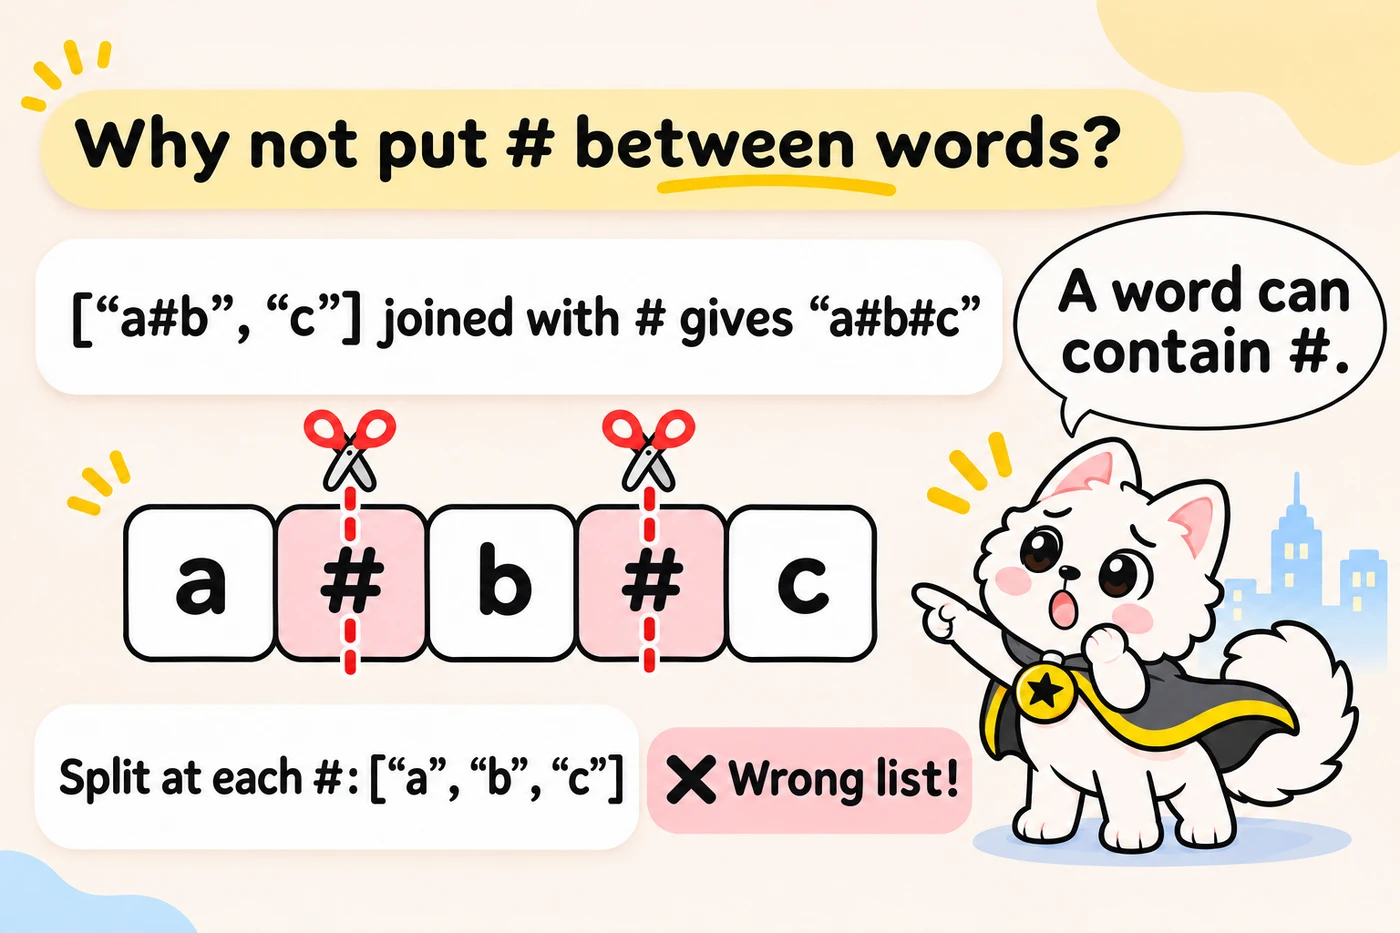 Why not put # between words?
[“a#b”, “c”] joined with # gives “a#b#c”
A word can
contain #.
a # b # c
Split at each #: [“a”, “b”, “c”]
✖ Wrong list!